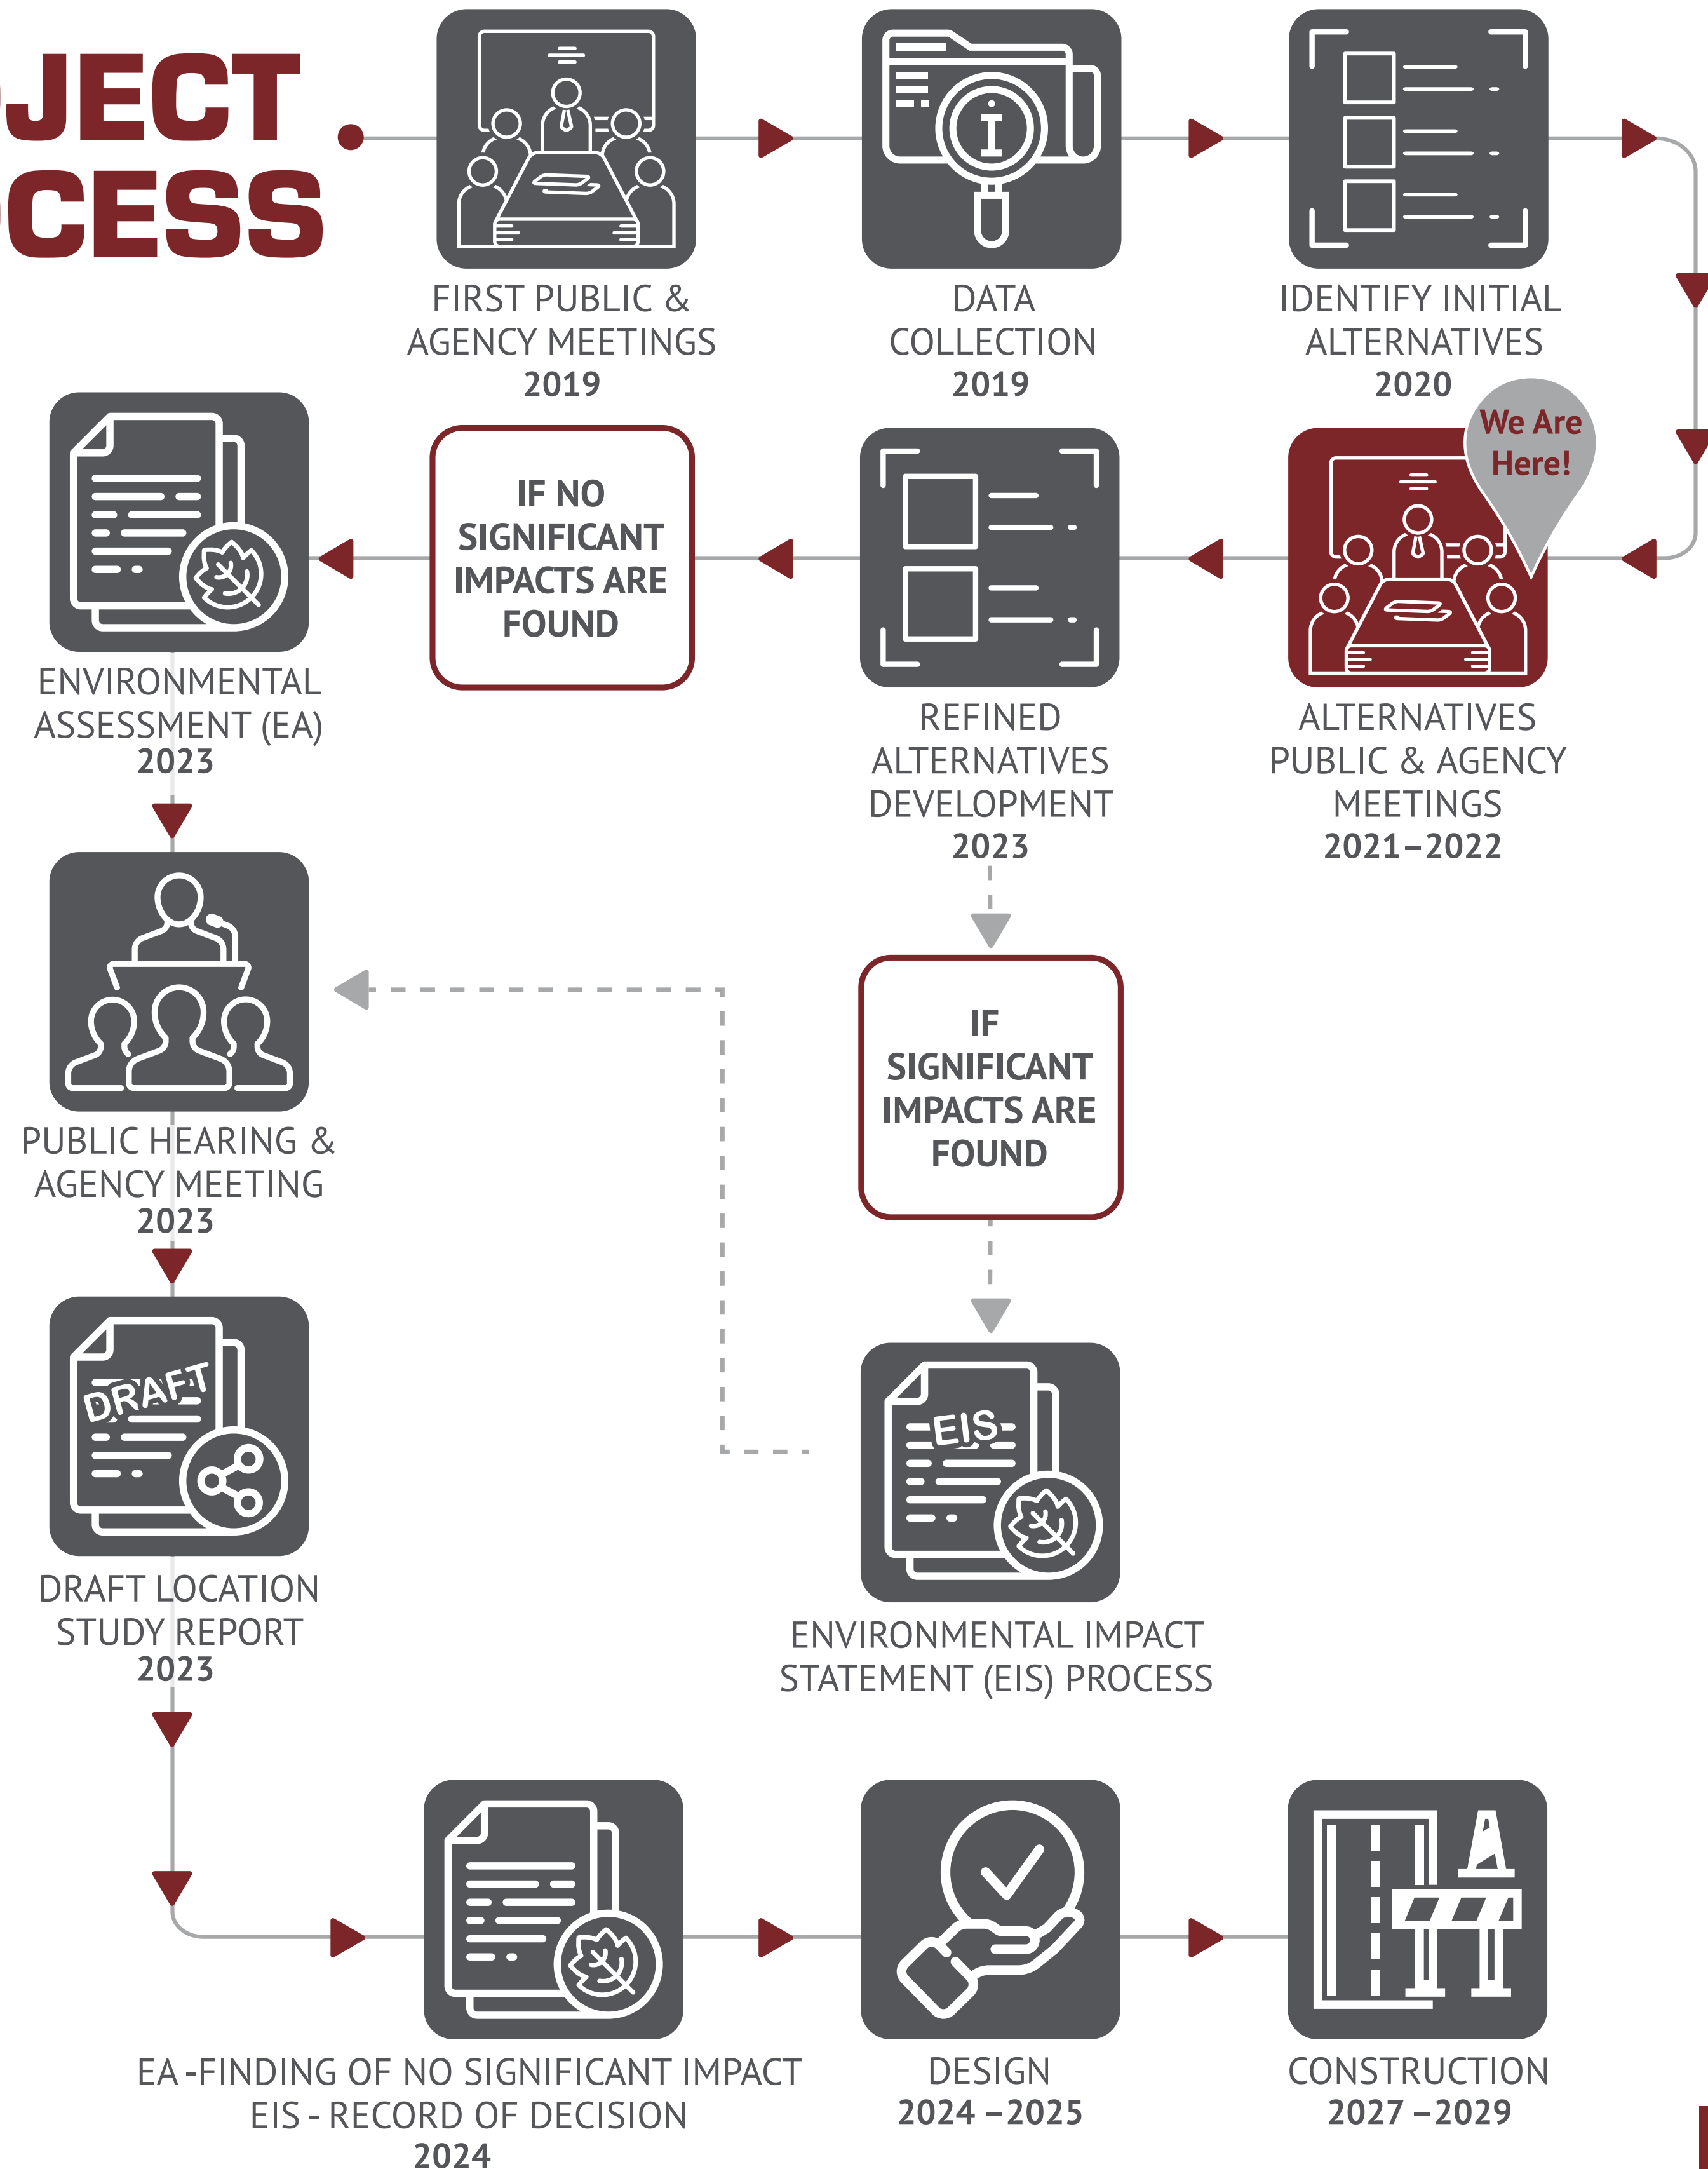 JECT
CESS
FIRST PUBLIC &
AGENCY MEETINGS
2019
DATA
COLLECTION
2019
IDENTIFY INITIAL
ALTERNATIVES
2020
We Are
Here!
ALTERNATIVES
PUBLIC & AGENCY
MEETINGS
2021–2022
REFINED
ALTERNATIVES
DEVELOPMENT
2023
IF NO
SIGNIFICANT
IMPACTS ARE
FOUND
ENVIRONMENTAL
ASSESSMENT (EA)
2023
IF
SIGNIFICANT
IMPACTS ARE
FOUND
EIS
ENVIRONMENTAL IMPACT
STATEMENT (EIS) PROCESS
PUBLIC HEARING &
AGENCY MEETING
2023
DRAFT
DRAFT LOCATION
STUDY REPORT
2023
EA -FINDING OF NO SIGNIFICANT IMPACT
EIS - RECORD OF DECISION
2024
DESIGN
2024 –2025
CONSTRUCTION
2027 –2029